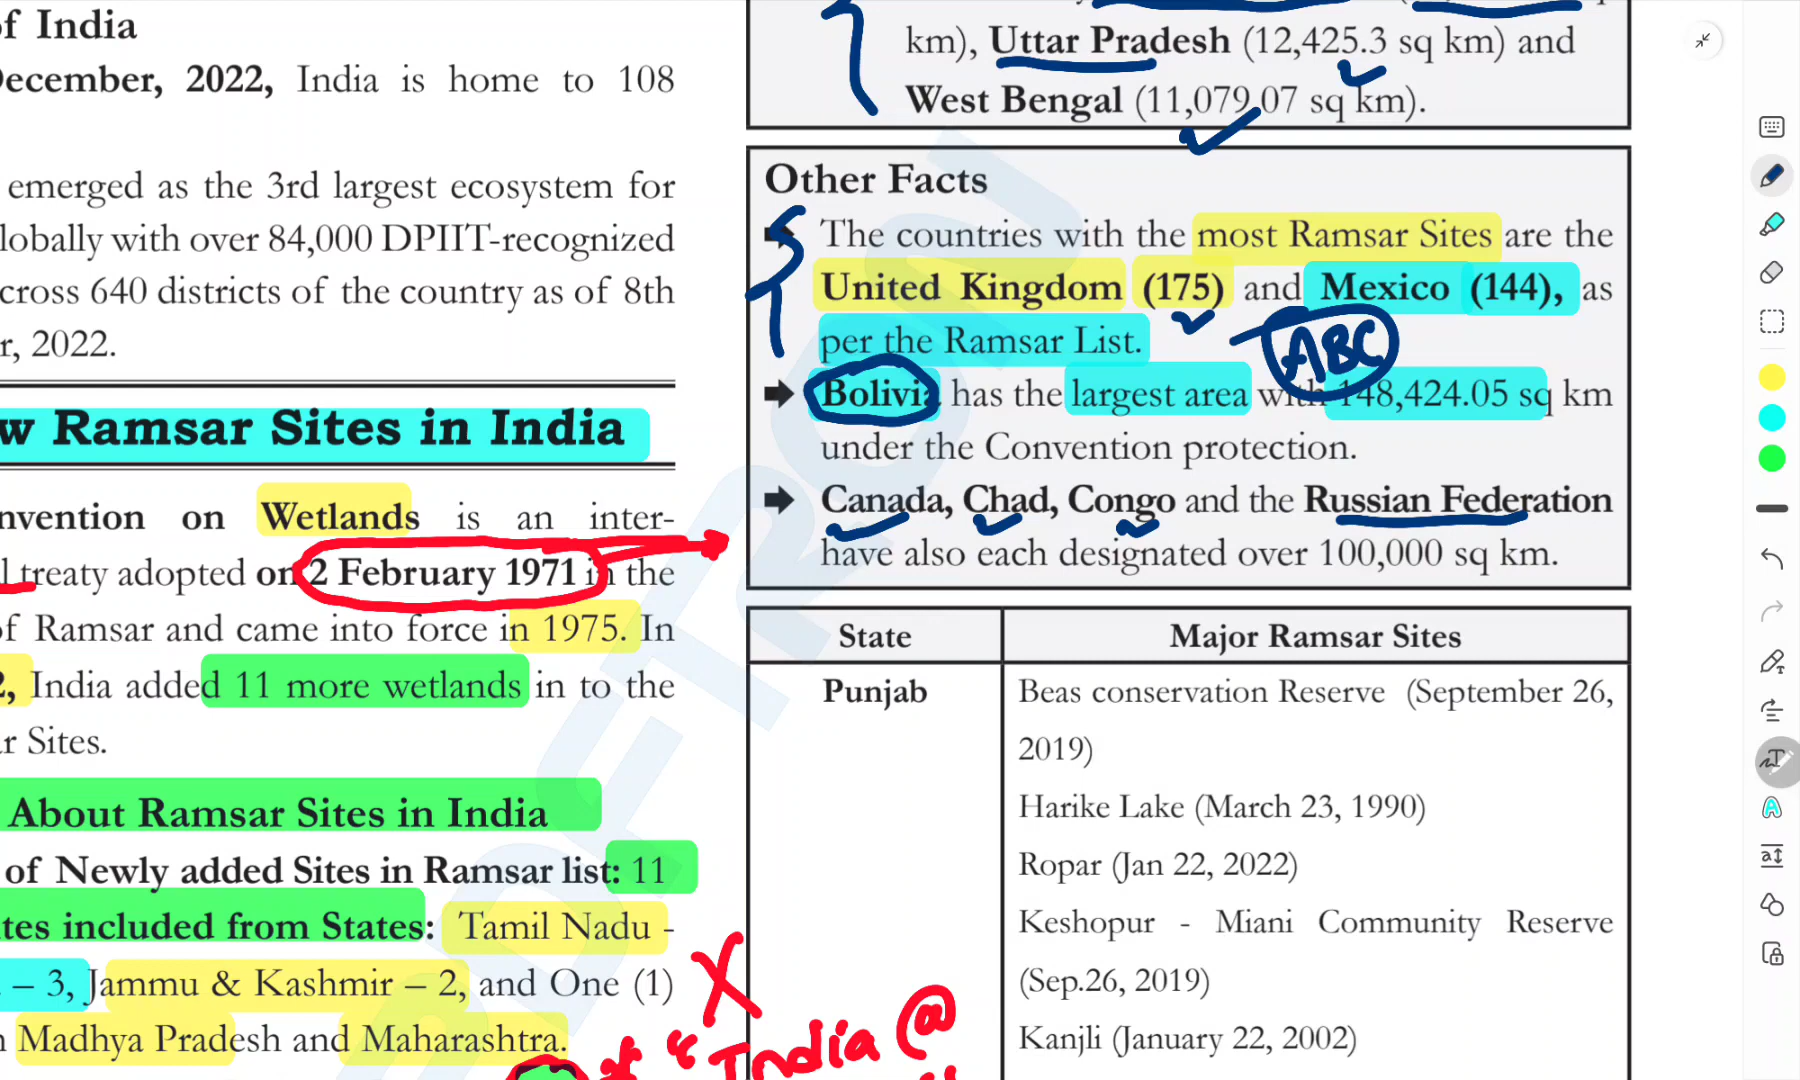 of India
December, 2022, India is home to 108
emerged as the 3rd largest ecosystem for
lobally with over 84,000 DPIIT-recognized
cross 640 districts of the country as of 8th
r, 2022.
w Ramsar Sites in India
nvention on Wetlands is an inter-
l treaty adopted on 2 February 1971 in the
of Ramsar and came into force in 1975. In
2, India added 11 more wetlands in to the
ar Sites.
About Ramsar Sites in India
of Newly added Sites in Ramsar list: 11
ites included from States: Tamil Nadu -
– 3, Jammu & Kashmir – 2, and One (1)
n Madhya Pradesh and Maharashtra.
X
India @
km), Uttar Pradesh (12,425.3 sq km) and
West Bengal (11,079.07 sq km).
Other Facts
The countries with the most Ramsar Sites are the
United Kingdom (175) and Mexico (144), as
per the Ramsar List.
ABC
Bolivia has the largest area with 148,424.05 sq km
under the Convention protection.
Canada, Chad, Congo and the Russian Federation
have also each designated over 100,000 sq km.
State Major Ramsar Sites
Punjab Beas conservation Reserve (September 26,
2019)
Harike Lake (March 23, 1990)
Ropar (Jan 22, 2022)
Keshopur - Miani Community Reserve
(Sep.26, 2019)
Kanjli (January 22, 2002)